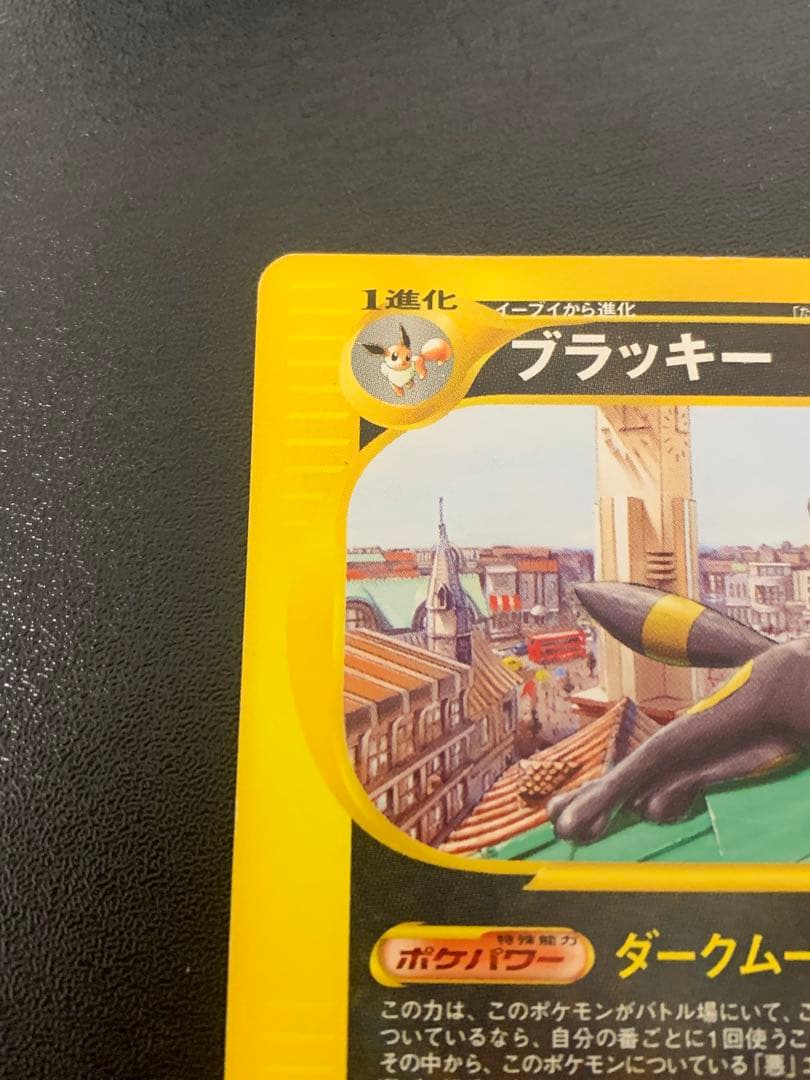 1進化
イーブイから進化
「た
ブラッキー
特殊能力
ポケパワー
ダークムー
この力は、このポケモンがバトル場にいて、こ
ついているなら、自分の番ごとに1回使うこ
その中から、このポケモンについている「悪」エ